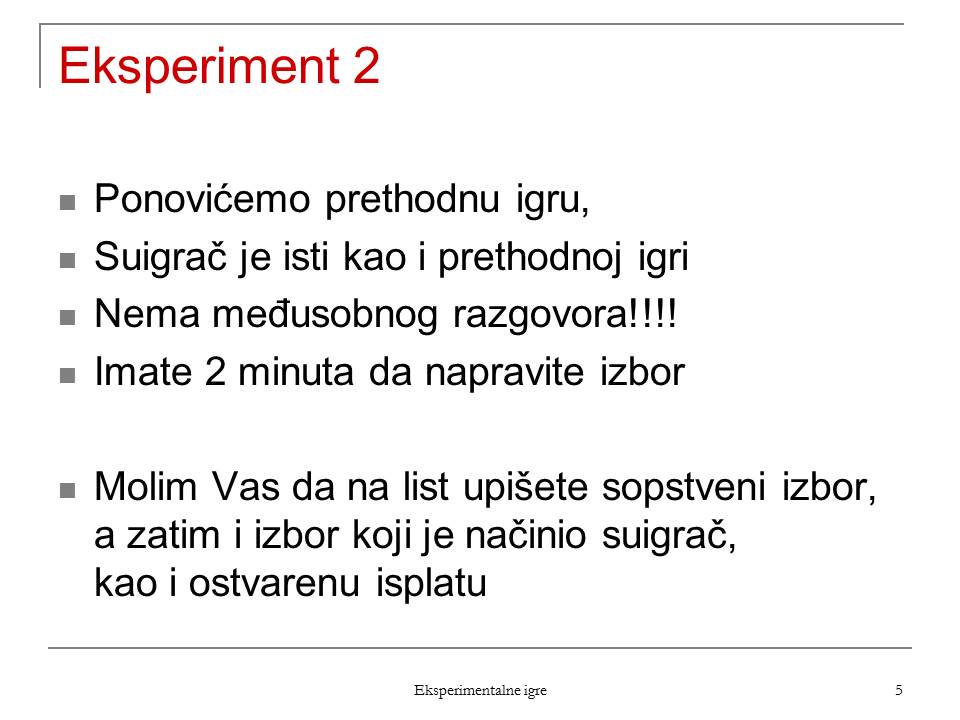 Eksperiment 2
Ponovićemo prethodnu igru,
Suigrač je isti kao i prethodnoj igri
Nema međusobnog razgovora!!!!
Imate 2 minuta da napravite izbor
Molim Vas da na list upišete sopstveni izbor,
a zatim i izbor koji je načinio suigrač,
kao i ostvarenu isplatu
Eksperimentalne igre 5